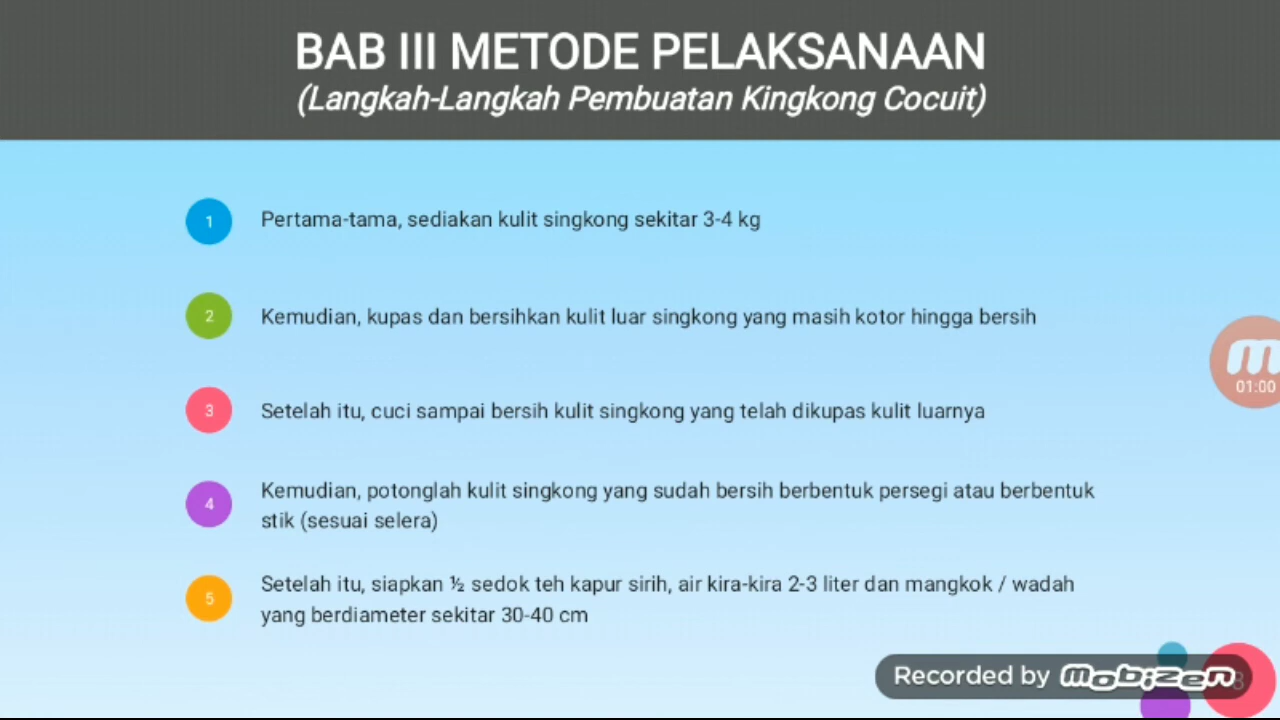 BAB III METODE PELAKSANAAN
(Langkah-Langkah Pembuatan Kingkong Cocuit)
1
Pertama-tama, sediakan kulit singkong sekitar 3-4 kg
2
Kemudian, kupas dan bersihkan kulit luar singkong yang masih kotor hingga bersih
3
Setelah itu, cuci sampai bersih kulit singkong yang telah dikupas kulit luarnya
4
Kemudian, potonglah kulit singkong yang sudah bersih berbentuk persegi atau berbentuk
stik (sesuai selera)
5
Setelah itu, siapkan ½ sedok teh kapur sirih, air kira-kira 2-3 liter dan mangkok / wadah
yang berdiameter sekitar 30-40 cm
m
01:00
Recorded by mobizen
8